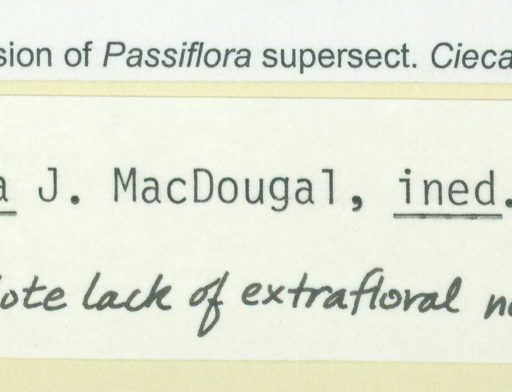 sion of Passiflora supersect. Cieca
a J. MacDougal, ined.
ote lack of extrafloral